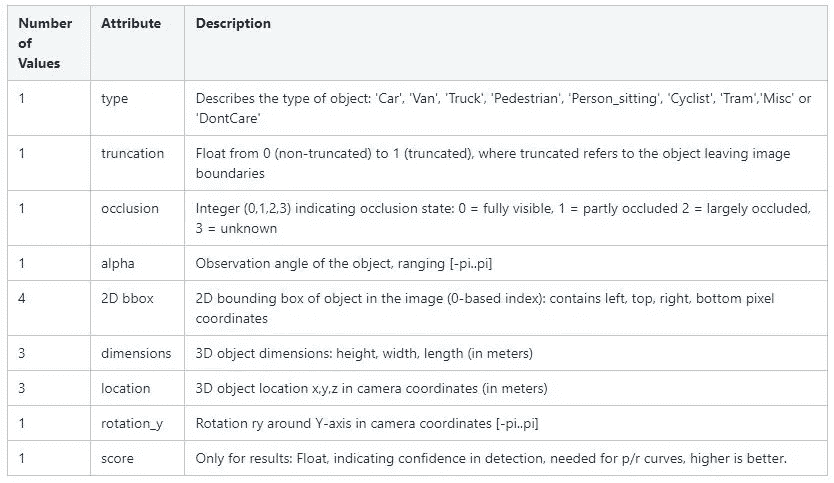 Number of Values Attribute Description
1 type Describes the type of object: 'Car', 'Van', 'Truck', 'Pedestrian', 'Person_sitting', 'Cyclist', 'Tram','Misc' or
'DontCare'
1 truncation Float from 0 (non-truncated) to 1 (truncated), where truncated refers to the object leaving image
boundaries
1 occlusion Integer (0,1,2,3) indicating occlusion state: 0 = fully visible, 1 = partly occluded 2 = largely occluded,
3 = unknown
1 alpha Observation angle of the object, ranging [-pi..pi]
4 2D bbox 2D bounding box of object in the image (0-based index): contains left, top, right, bottom pixel
coordinates
3 dimensions 3D object dimensions: height, width, length (in meters)
3 location 3D object location x,y,z in camera coordinates (in meters)
1 rotation_y Rotation ry around Y-axis in camera coordinates [-pi..pi]
1 score Only for results: Float, indicating confidence in detection, needed for p/r curves, higher is better.